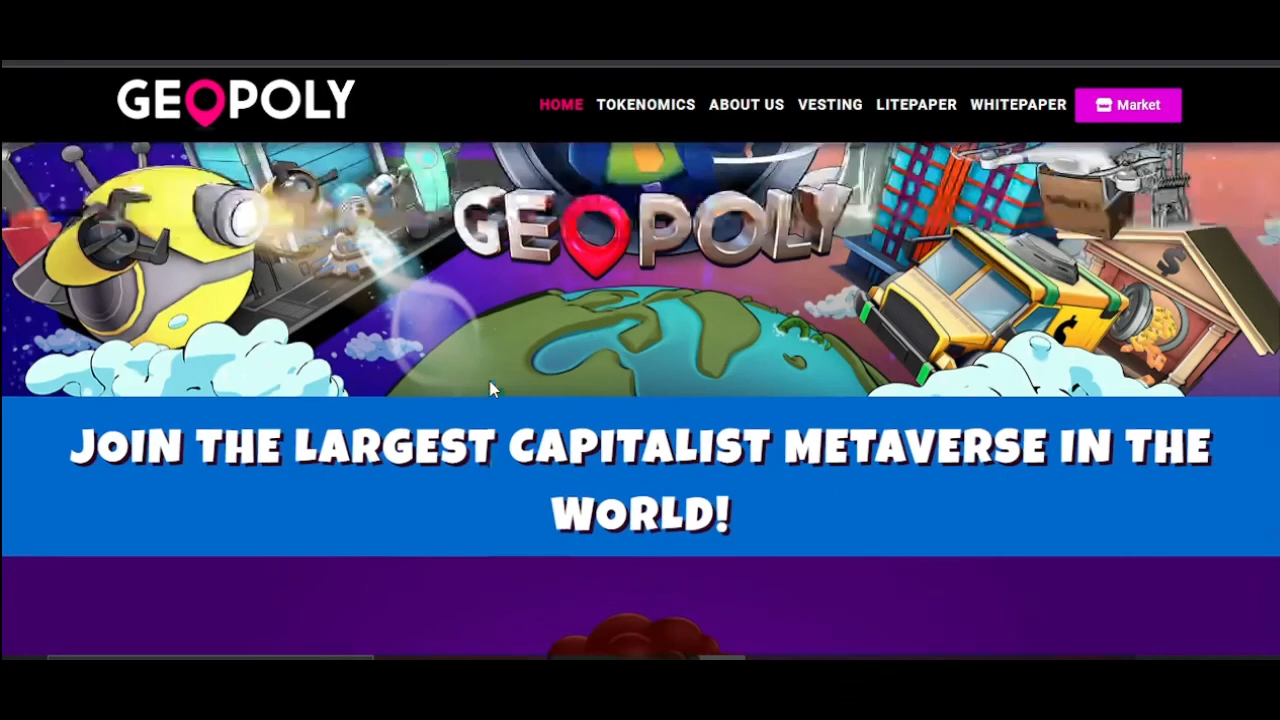 GEOPOLY
HOME TOKENOMICS ABOUT US VESTING LITEPAPER WHITEPAPER Market
GEOPOLY
$
JOIN THE LARGEST CAPITALIST METAVERSE IN THE
WORLD!